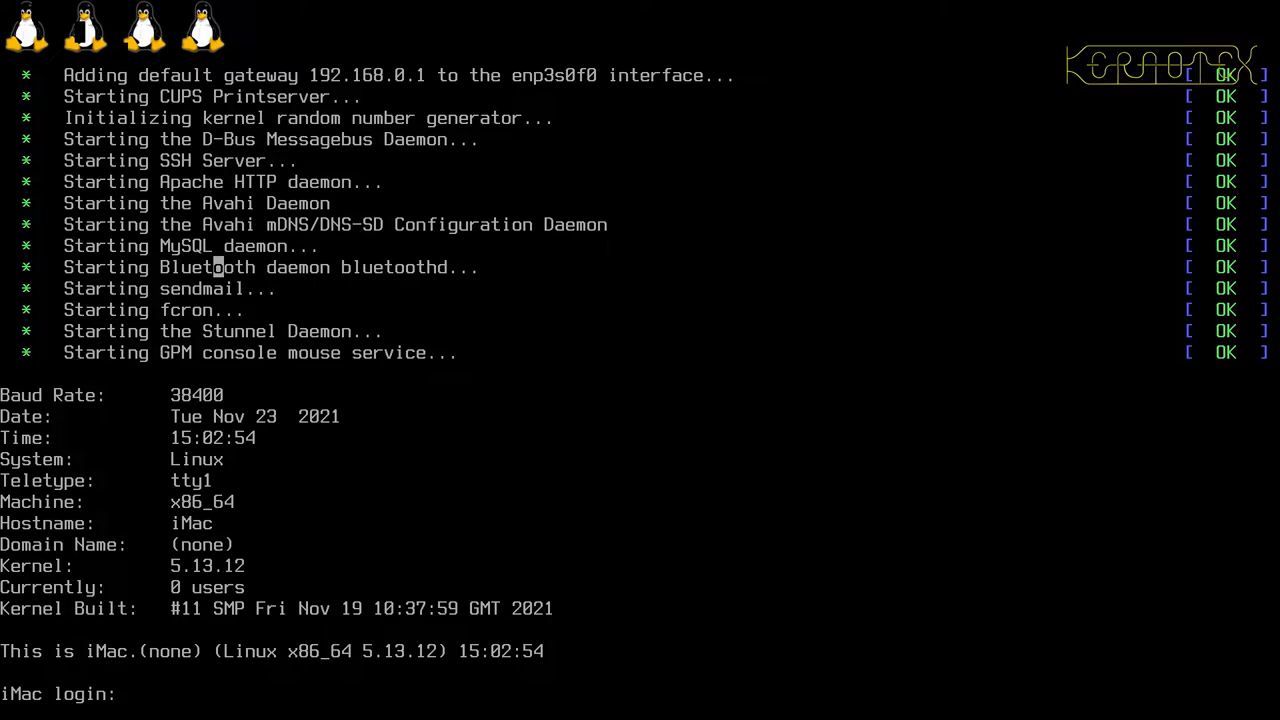 KERNOTEX
* Adding default gateway 192.168.0.1 to the enp3s0f0 interface... [ OK ]
* Starting CUPS Printserver... [ OK ]
* Initializing kernel random number generator... [ OK ]
* Starting the D-Bus Messagebus Daemon... [ OK ]
* Starting SSH Server... [ OK ]
* Starting Apache HTTP daemon... [ OK ]
* Starting the Avahi Daemon [ OK ]
* Starting the Avahi mDNS/DNS-SD Configuration Daemon [ OK ]
* Starting MySQL daemon... [ OK ]
* Starting Bluetooth daemon bluetoothd... [ OK ]
* Starting sendmail... [ OK ]
* Starting fcron... [ OK ]
* Starting the Stunnel Daemon... [ OK ]
* Starting GPM console mouse service... [ OK ]
Baud Rate: 38400
Date: Tue Nov 23 2021
Time: 15:02:54
System: Linux
Teletype: tty1
Machine: x86_64
Hostname: iMac
Domain Name: (none)
Kernel: 5.13.12
Currently: 0 users
Kernel Built: #11 SMP Fri Nov 19 10:37:59 GMT 2021
This is iMac.(none) (Linux x86_64 5.13.12) 15:02:54
iMac login: